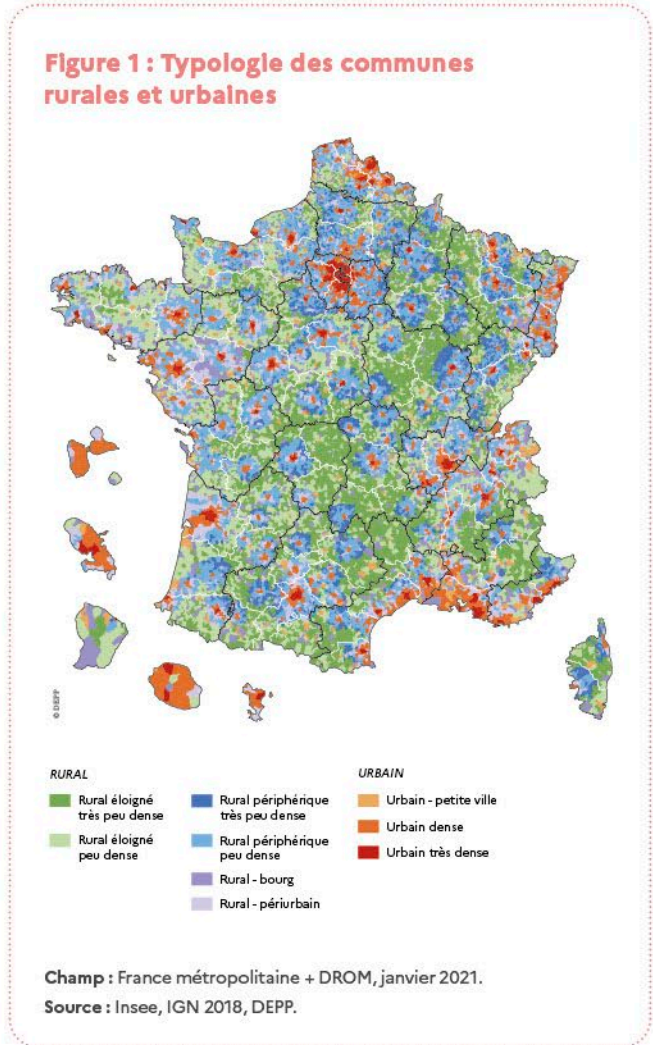 Figure 1 : Typologie des communes
rurales et urbaines
© DEPP
RURAL
Rural éloigné
très peu dense
Rural éloigné
peu dense
Rural périphérique
très peu dense
Rural périphérique
peu dense
Rural - bourg
Rural - périurbain
URBAIN
Urbain - petite ville
Urbain dense
Urbain très dense
Champ : France métropolitaine + DROM, janvier 2021.
Source : Insee, IGN 2018, DEPP.